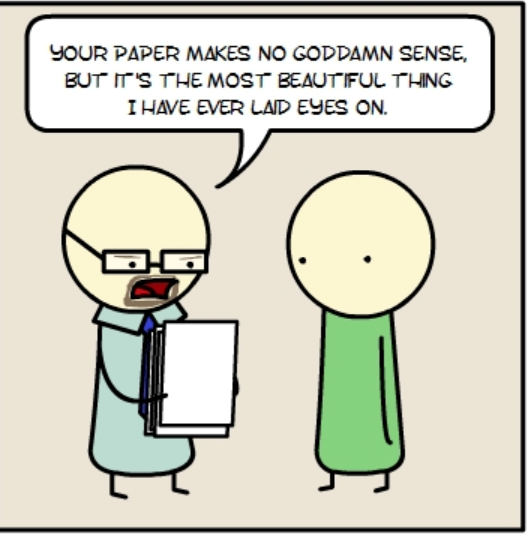 YOUR PAPER MAKES NO GODDAMN SENSE,
BUT IT'S THE MOST BEAUTIFUL THING
I HAVE EVER LAID EYES ON.